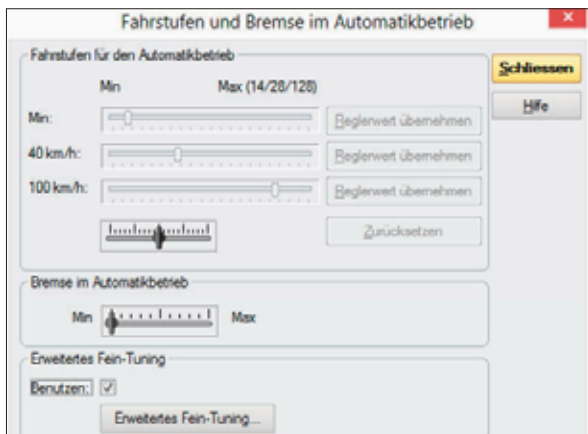 Fahrstufen und Bremse im Automatikbetrieb
Fahrstufen für den Automatikbetrieb
Schliessen
Min Max (14/28/128)
Hilfe
Min: Reglerwert übernehmen
40 km/h: Reglerwert übernehmen
100 km/h: Reglerwert übernehmen
Zurücksetzen
Bremse im Automatikbetrieb
Min Max
Erweitertes Fein-Tuning
Benutzen:
Erweitertes Fein-Tuning...